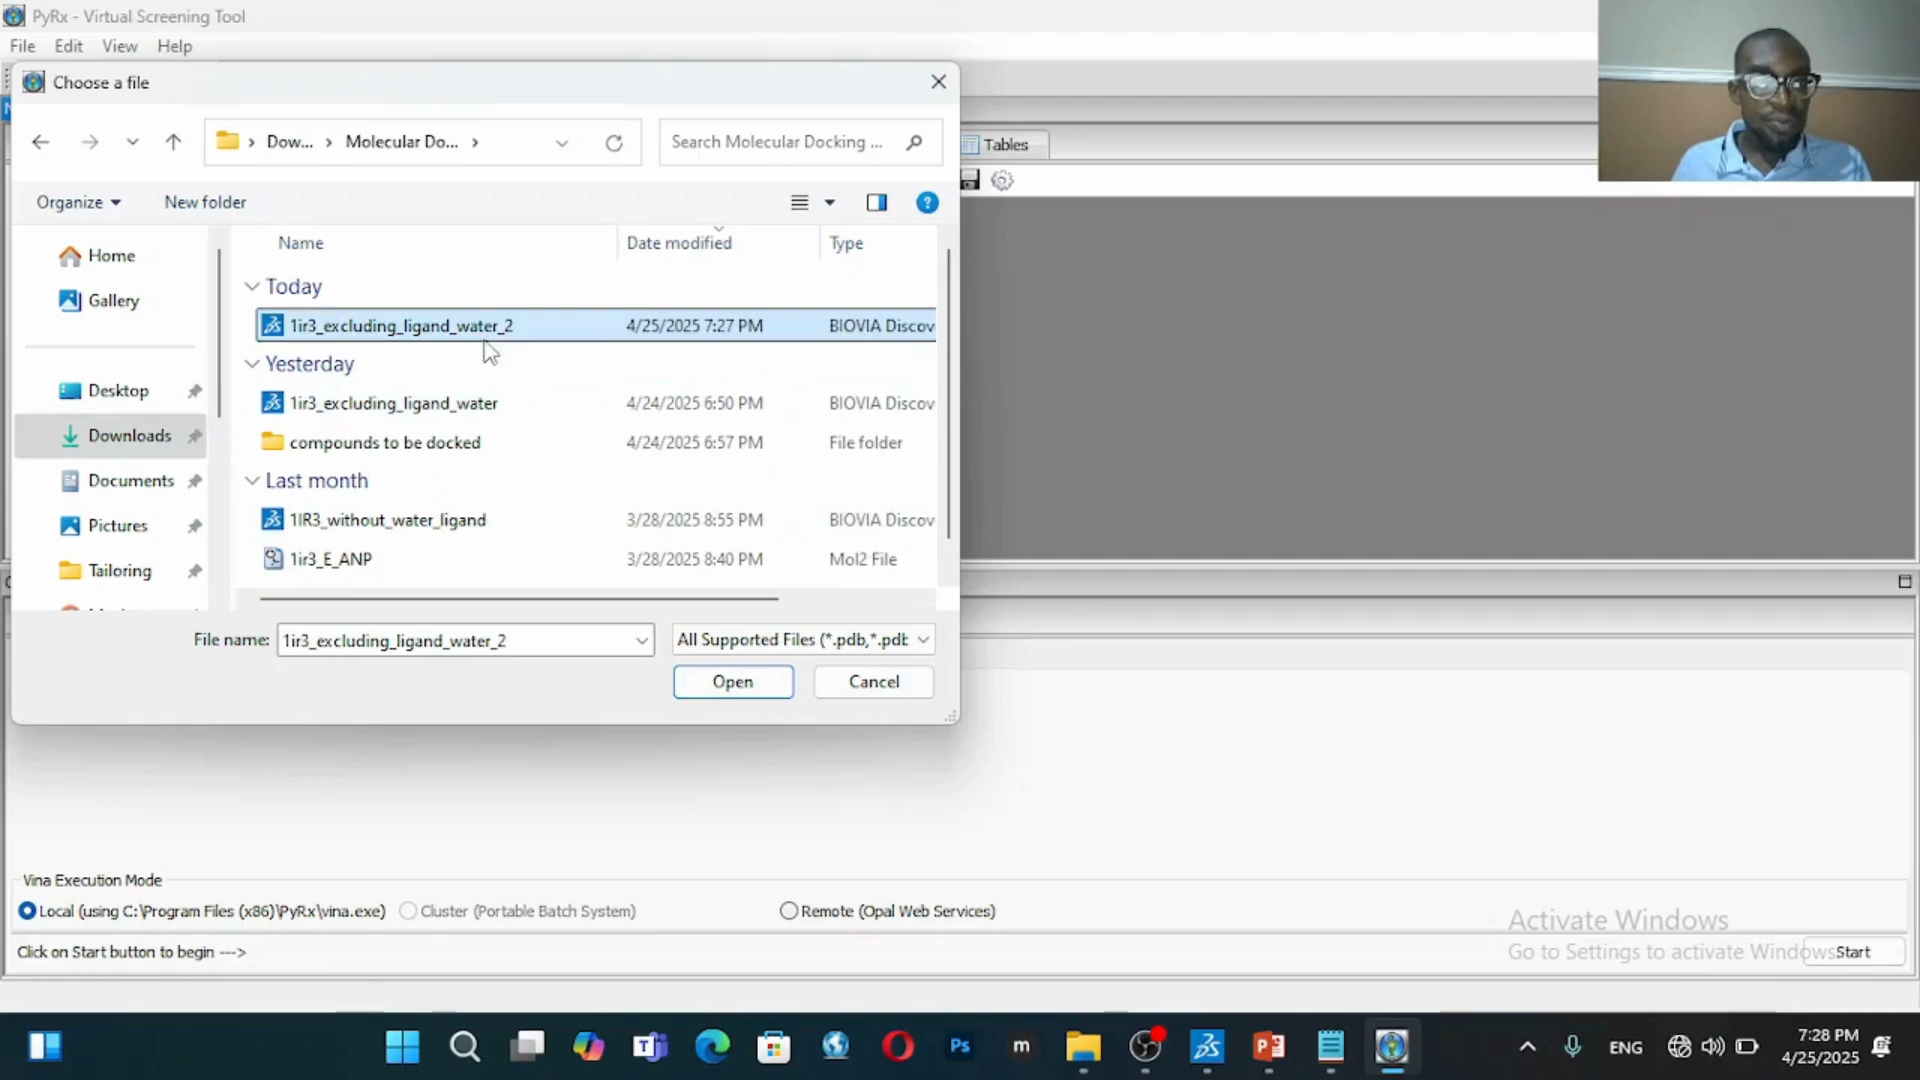 PyRx - Virtual Screening Tool
File Edit View Help
Choose a file
Dow... Molecular Do...
Search Molecular Docking ...
Tables
Organize New folder
Name Date modified Type
Home
Gallery
Desktop
Downloads
Documents
Pictures
Tailoring
Today
1ir3_excluding_ligand_water_2 4/25/2025 7:27 PM BIOVIA Discov
Yesterday
1ir3_excluding_ligand_water 4/24/2025 6:50 PM BIOVIA Discov
compounds to be docked 4/24/2025 6:57 PM File folder
Last month
1IR3_without_water_ligand 3/28/2025 8:55 PM BIOVIA Discov
1ir3_E_ANP 3/28/2025 8:40 PM Mol2 File
File name: 1ir3_excluding_ligand_water_2 All Supported Files (*.pdb,*.pdt
Open Cancel
Vina Execution Mode
Local (using C:\Program Files (x86)\PyRx\vina.exe) Cluster (Portable Batch System) Remote (Opal Web Services)
Activate Windows
Click on Start button to begin ---> Go to Settings to activate Windows Start
Ps m
ENG
7:28 PM
4/25/2025